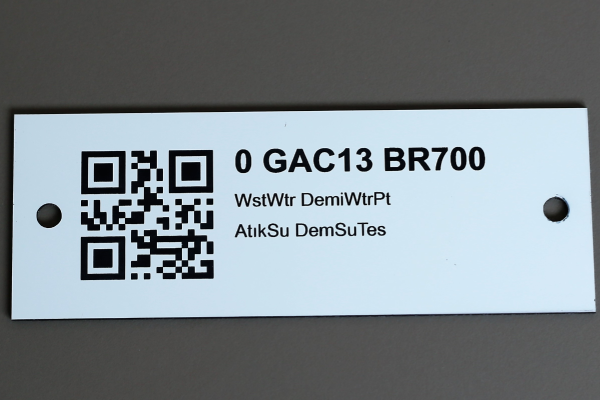 0 GAC13 BR700
WstWtr DemiWtrPt
AtıkSu DemSuTes